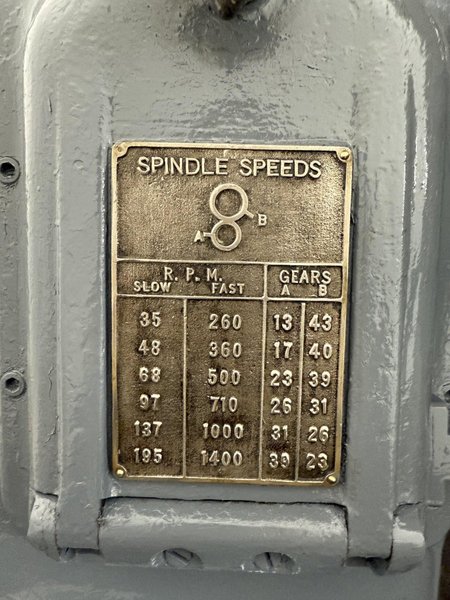 SPINDLE SPEEDS
B
A
R. P. M. GEARS
SLOW FAST A B
35 260 13 43
48 360 17 40
68 500 23 39
97 710 26 31
137 1000 31 26
195 1400 39 23